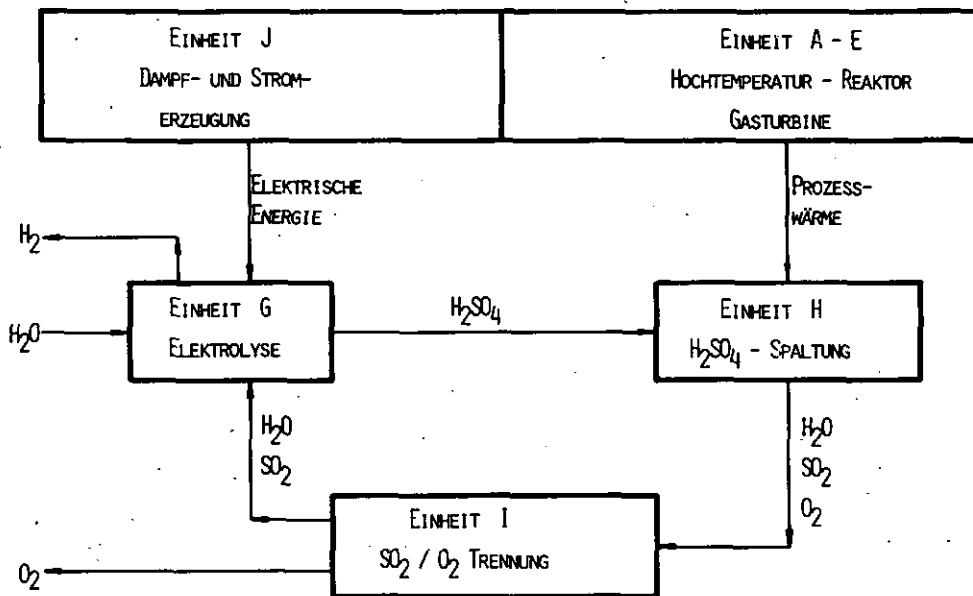 EINHEIT J
DAMPF- UND STROM-
ERZEUGUNG
EINHEIT A - E
HOCHTEMPERATUR - REAKTOR
GASTURBINE
ELEKTRISCHE
ENERGIE
PROZESS-
WÄRME
H₂
H₂O
EINHEIT G
ELEKTROLYSE
H₂SO₄
EINHEIT H
H₂SO₄ - SPALTUNG
H₂O
SO₂
H₂O
SO₂
O₂
EINHEIT I
SO₂ / O₂ TRENNUNG
O₂